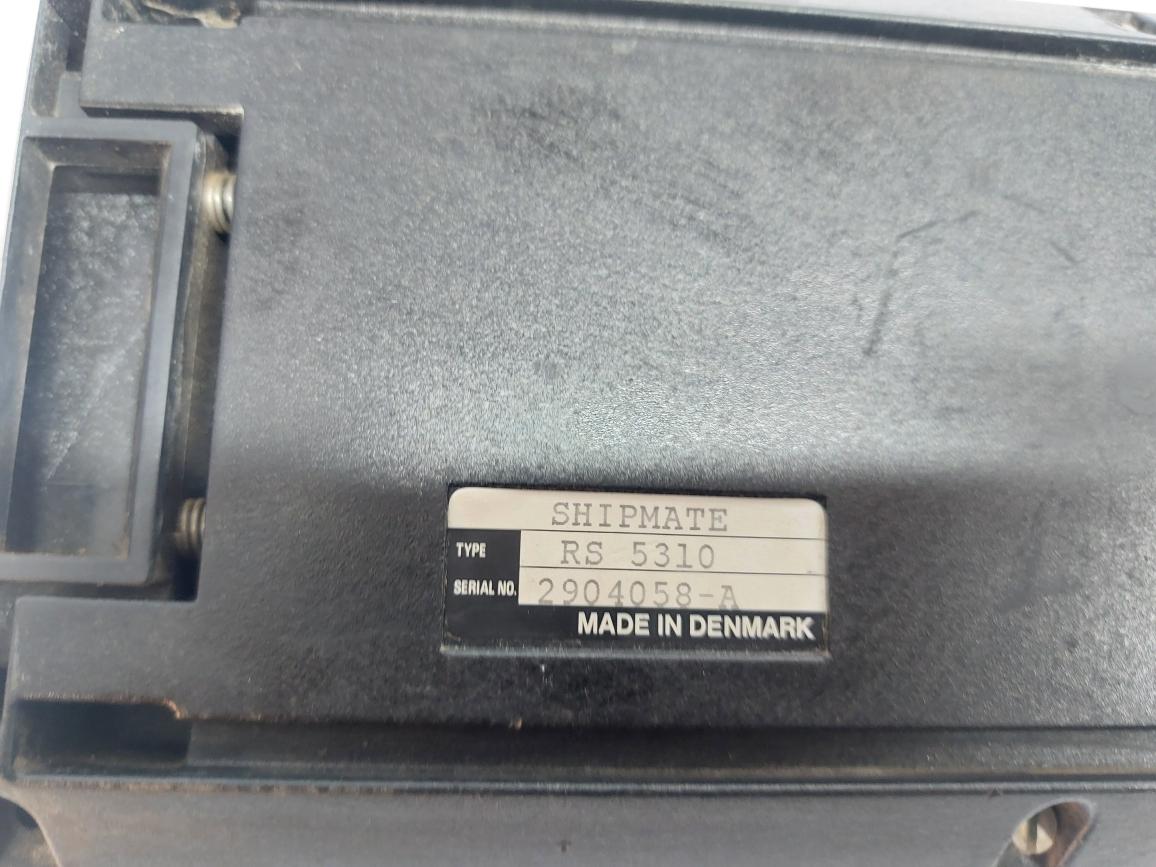 SHIPMATE
TYPE RS 5310
SERIAL NO. 2904058-A
MADE IN DENMARK